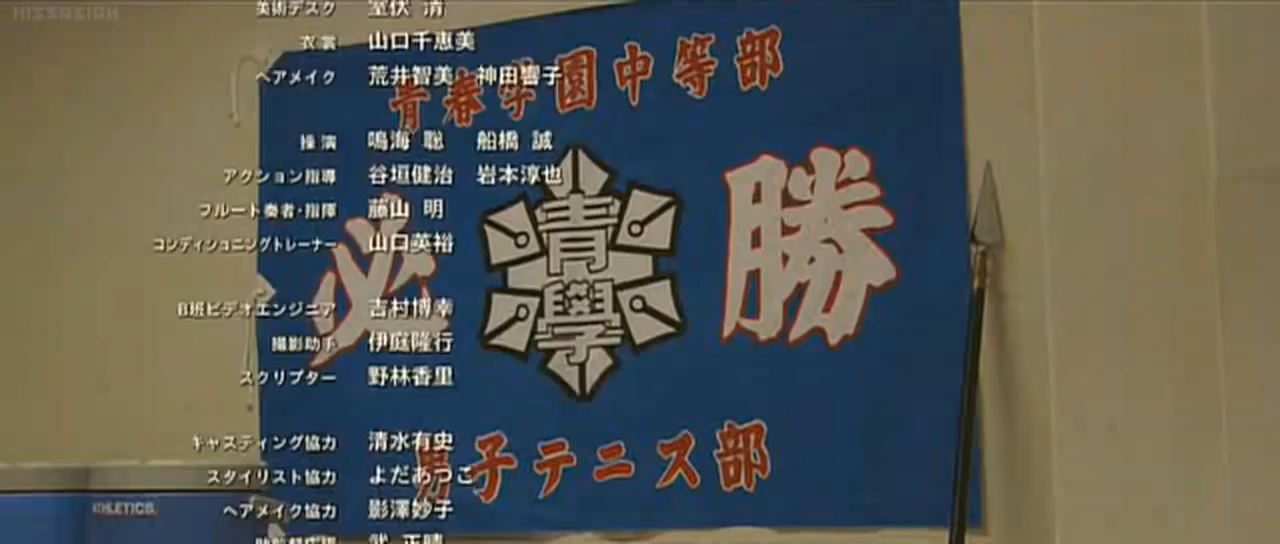 KISSASIAN
美術デスク 室伏 清
衣裳 山口千恵美
ヘアメイク 荒井智美 神田響子
操演 鳴海 聡 船橋 誠
アクション指導 谷垣健治 岩本淳也
フルート奏者・指揮 藤山 明
コンディショニングトレーナー 山口英裕
B班ビデオエンジニア 吉村博幸
撮影助手 伊庭隆行
スクリプター 野林香里
キャスティング協力 清水有史
スタイリスト協力 よだあつこ
ヘアメイク協力 影澤妙子
武 正晴
青春学園中等部
必勝
青學
男子テニス部
ATHLETICS.